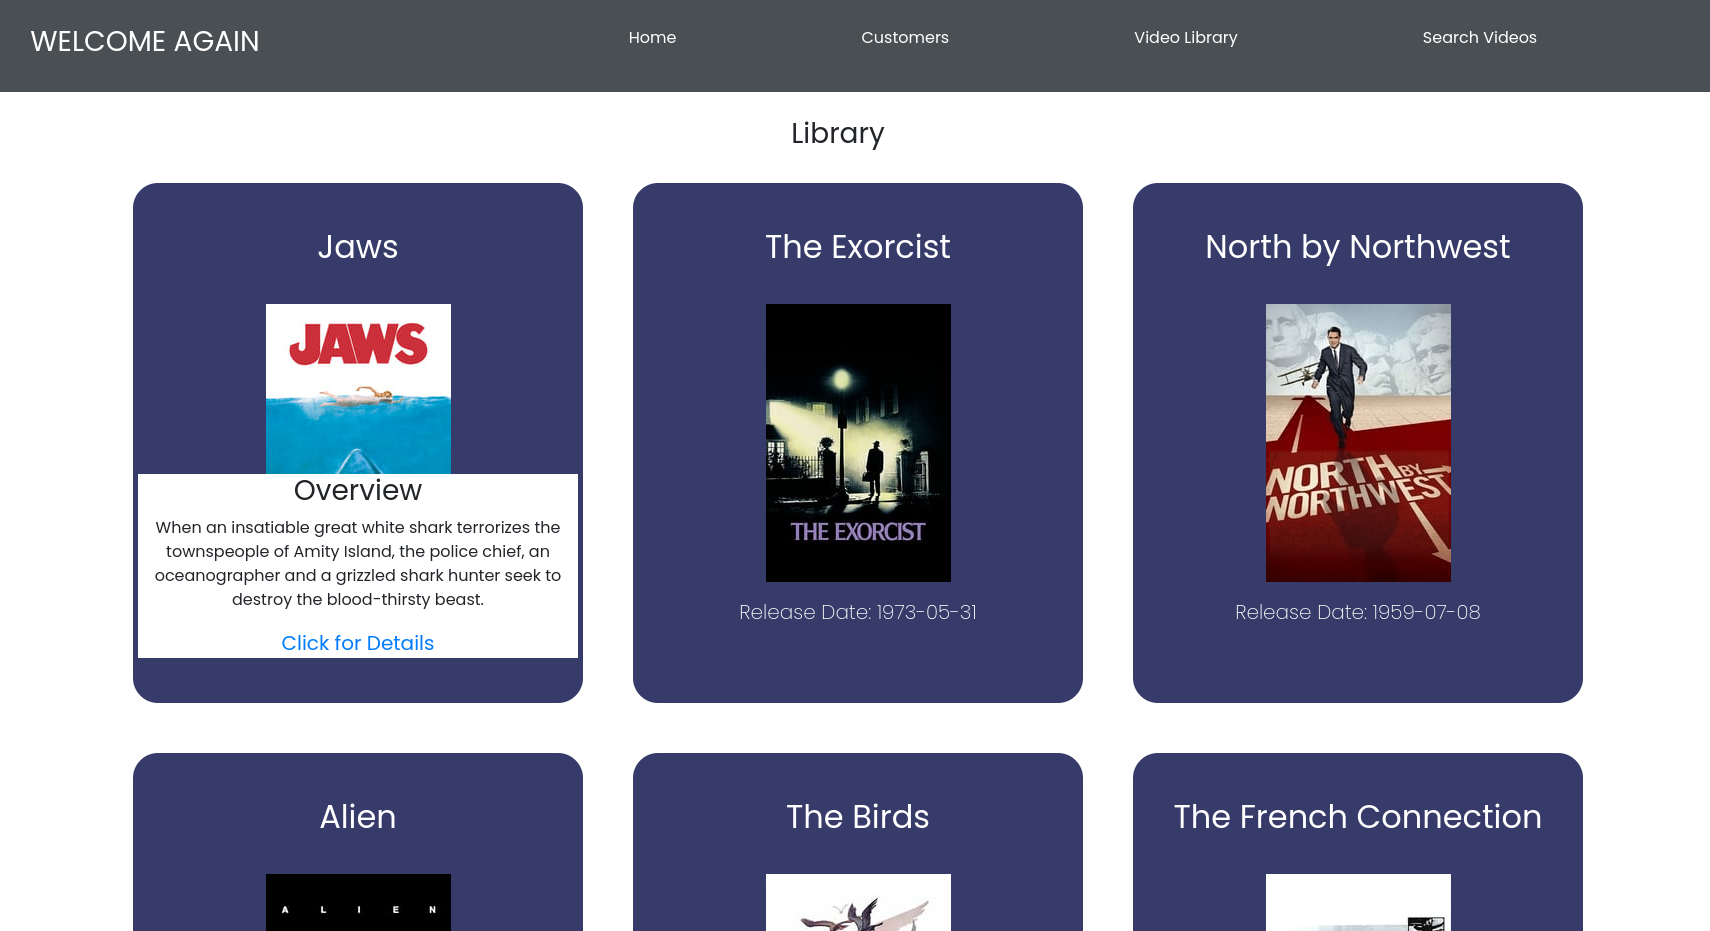 WELCOME AGAIN
Home
Customers
Video Library
Search Videos
Library
Jaws
JAWS
Overview
When an insatiable great white shark terrorizes the
townspeople of Amity Island, the police chief, an
oceanographer and a grizzled shark hunter seek to
destroy the blood-thirsty beast.
Click for Details
The Exorcist
THE EXORCIST
Release Date: 1973-05-31
North by Northwest
NORTH BY
NORTHWEST
Release Date: 1959-07-08
Alien
A L I E N
The Birds
The French Connection